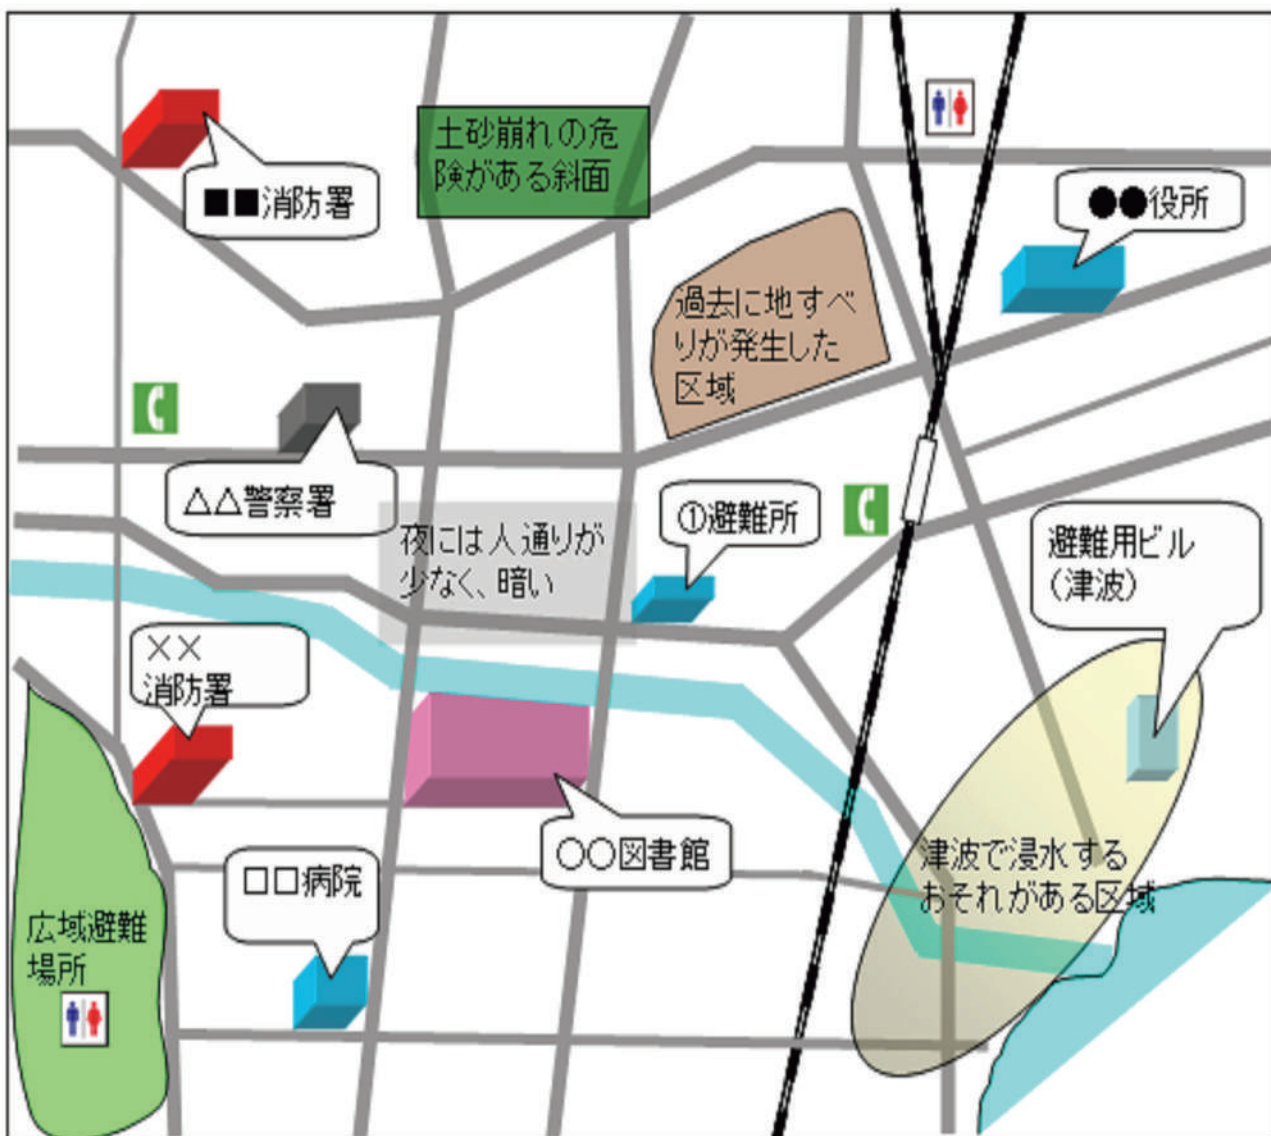 土砂崩れの危
険がある斜面
■■消防署
●●役所
過去に地すべ
りが発生した
区域
△△警察署
①避難所
夜には人通りが
少なく、暗い
避難用ビル
（津波）
××
消防署
○○図書館
津波で浸水する
おそれがある区域
□□病院
広域避難
場所